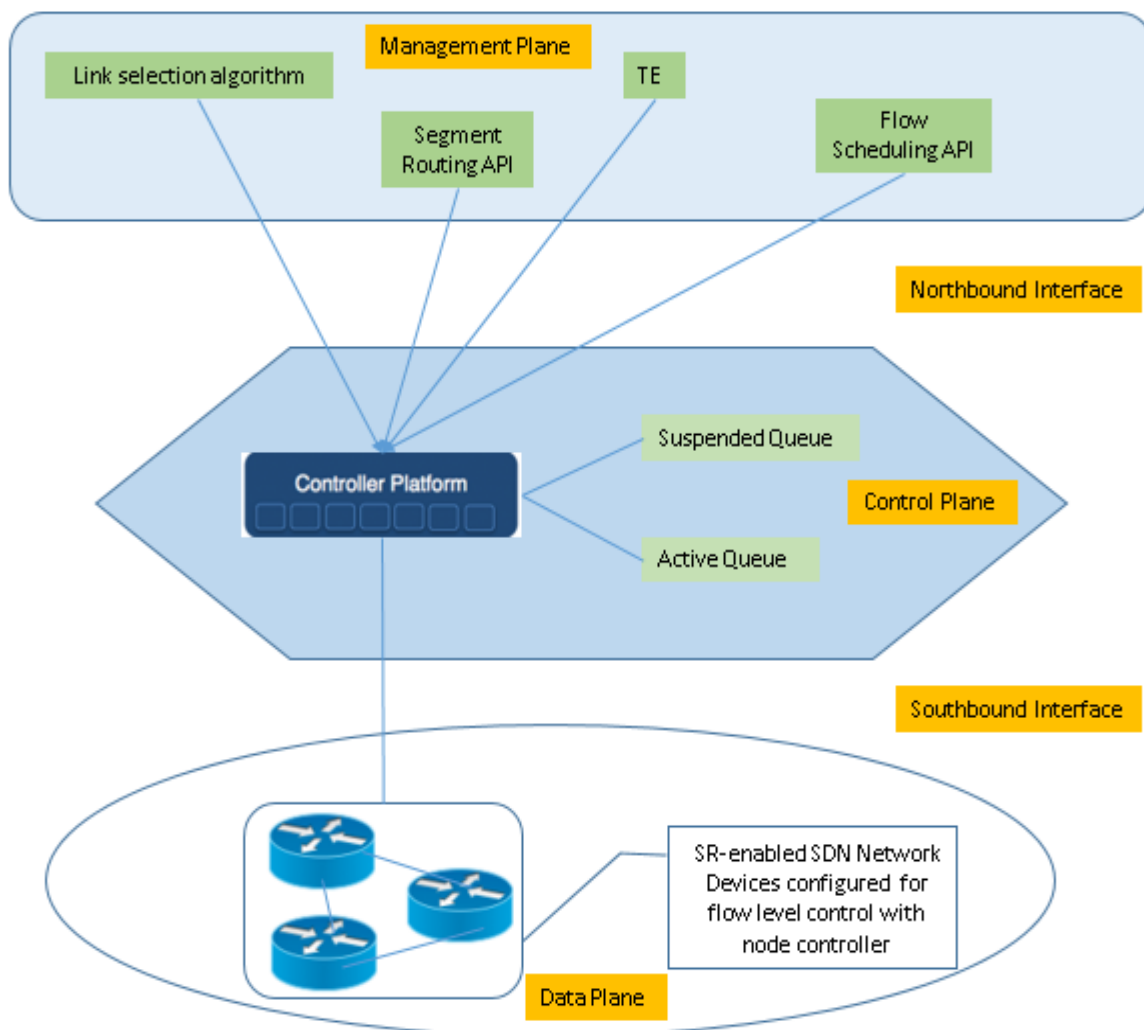 Management Plane
Link selection algorithm
TE
Segment
Routing API
Flow
Scheduling API
Northbound Interface
Suspended Queue
Controller Platform
Control Plane
Active Queue
Southbound Interface
SR-enabled SDN Network
Devices configured for
flow level control with
node controller
Data Plane